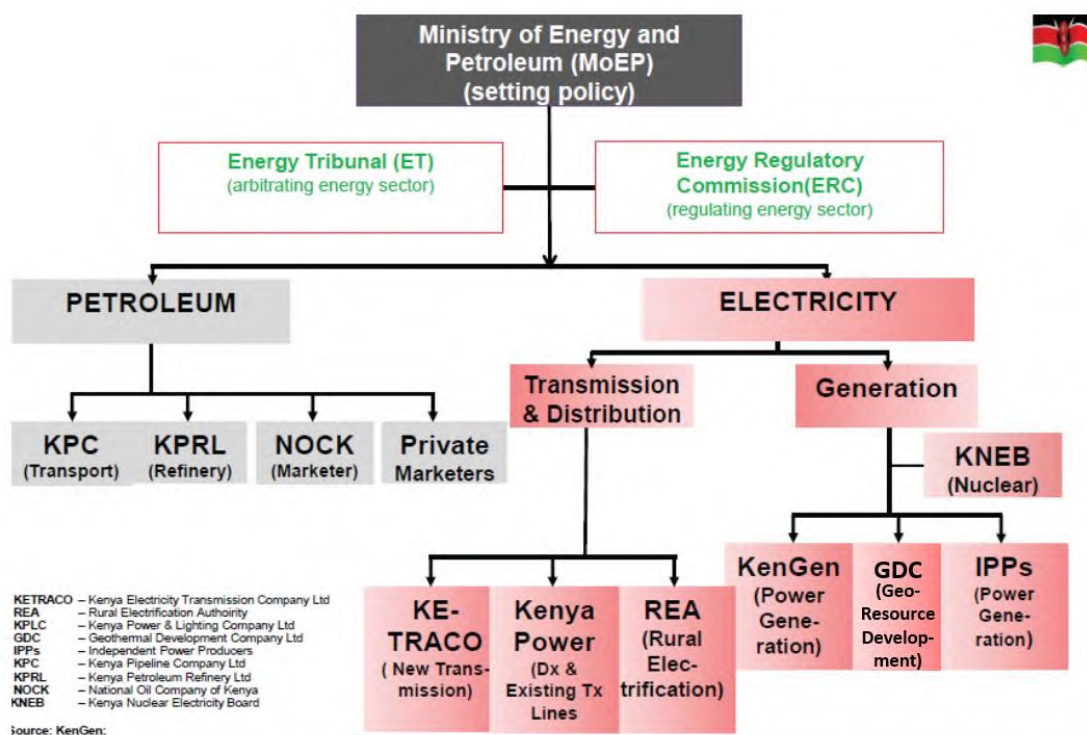 Ministry of Energy and
Petroleum (MoEP)
(setting policy)
Energy Tribunal (ET)
(arbitrating energy sector)
Energy Regulatory
Commission(ERC)
(regulating energy sector)
PETROLEUM
ELECTRICITY
Transmission
& Distribution
Generation
KPC
(Transport)
KPRL
(Refinery)
NOCK
(Marketer)
Private
Marketers
KNEB
(Nuclear)
KenGen
(Power
Gene-
ration)
GDC
(Geo-
Resource
Develop-
ment)
IPPs
(Power
Gene-
ration)
KE-
TRACO
( New Trans-
mission)
Kenya
Power
(Dx &
Existing Tx
Lines
REA
(Rural
Elec-
trification)
KETRACO – Kenya Electricity Transmission Company Ltd
REA – Rural Electrification Authoirity
KPLC – Kenya Power & Lighting Company Ltd
GDC – Geothermal Development Company Ltd
IPPs – Independent Power Producers
KPC – Kenya Pipeline Company Ltd
KPRL – Kenya Petroleum Refinery Ltd
NOCK – National Oil Company of Kenya
KNEB – Kenya Nuclear Electricity Board
Source: KenGen;